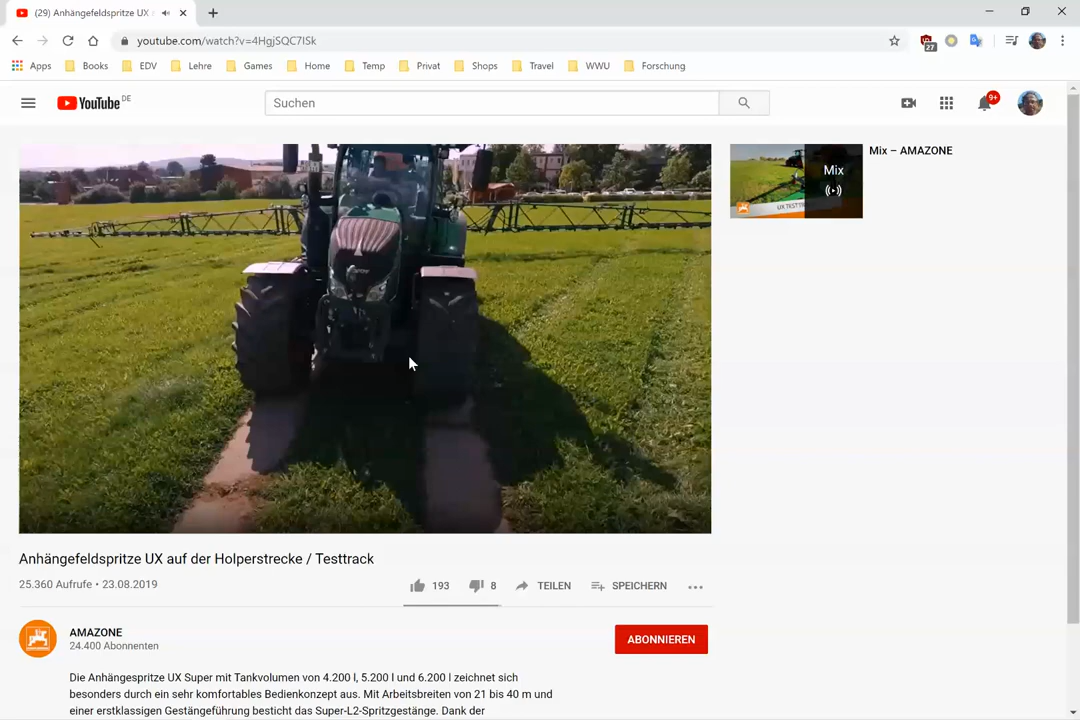 (29) Anhängefeldspritze UX
youtube.com/watch?v=4HgjSQC7ISk
27
Apps Books EDV Lehre Games Home Temp Privat Shops Travel WWU Forschung
YouTube DE
Suchen
9+
Mix
UX TESTTR
Mix – AMAZONE
Anhängefeldspritze UX auf der Holperstrecke / Testtrack
25.360 Aufrufe • 23.08.2019
193 8 TEILEN SPEICHERN
AMAZONE
24.400 Abonnenten
ABONNIEREN
Die Anhängespritze UX Super mit Tankvolumen von 4.200 l, 5.200 l und 6.200 l zeichnet sich
besonders durch ein sehr komfortables Bedienkonzept aus. Mit Arbeitsbreiten von 21 bis 40 m und
einer erstklassigen Gestängeführung besticht das Super-L2-Spritzgestänge. Dank der